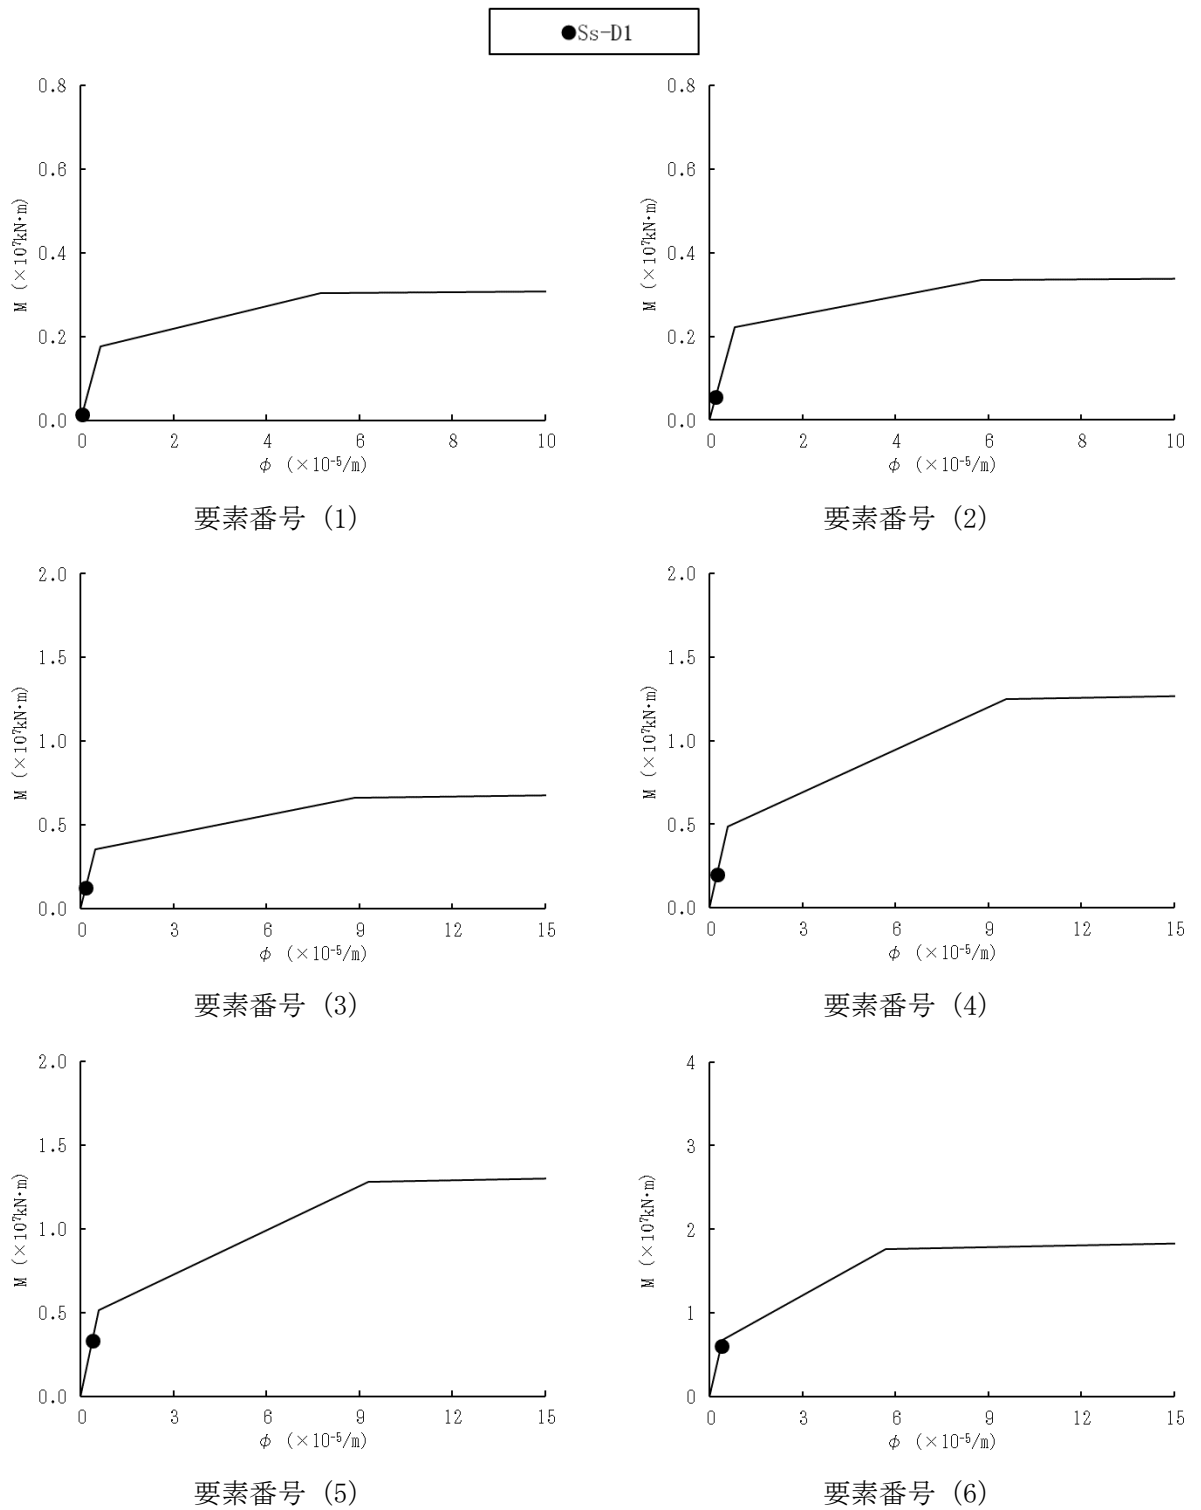 ●Ss-D1
0.8
0.6
0.4
0.2
0.0
M (×10⁷kN・m)
0 2 4 6 8 10
φ (×10⁻⁵/m)
要素番号 (1)
0.8
0.6
0.4
0.2
0.0
M (×10⁷kN・m)
0 2 4 6 8 10
φ (×10⁻⁵/m)
要素番号 (2)
2.0
1.5
1.0
0.5
0.0
M (×10⁷kN・m)
0 3 6 9 12 15
φ (×10⁻⁵/m)
要素番号 (3)
2.0
1.5
1.0
0.5
0.0
M (×10⁷kN・m)
0 3 6 9 12 15
φ (×10⁻⁵/m)
要素番号 (4)
2.0
1.5
1.0
0.5
0.0
M (×10⁷kN・m)
0 3 6 9 12 15
φ (×10⁻⁵/m)
要素番号 (5)
4
3
2
1
0
M (×10⁷kN・m)
0 3 6 9 12 15
φ (×10⁻⁵/m)
要素番号 (6)